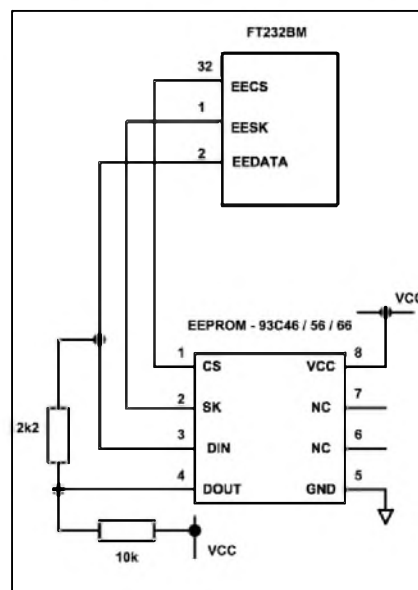 FT232BM
32
EECS
1
EESK
2
EEDATA
VCC
EEPROM - 93C46 / 56 / 66
1
CS
VCC
8
2
SK
NC
7
3
DIN
NC
6
4
DOUT
GND
5
2k2
10k
VCC